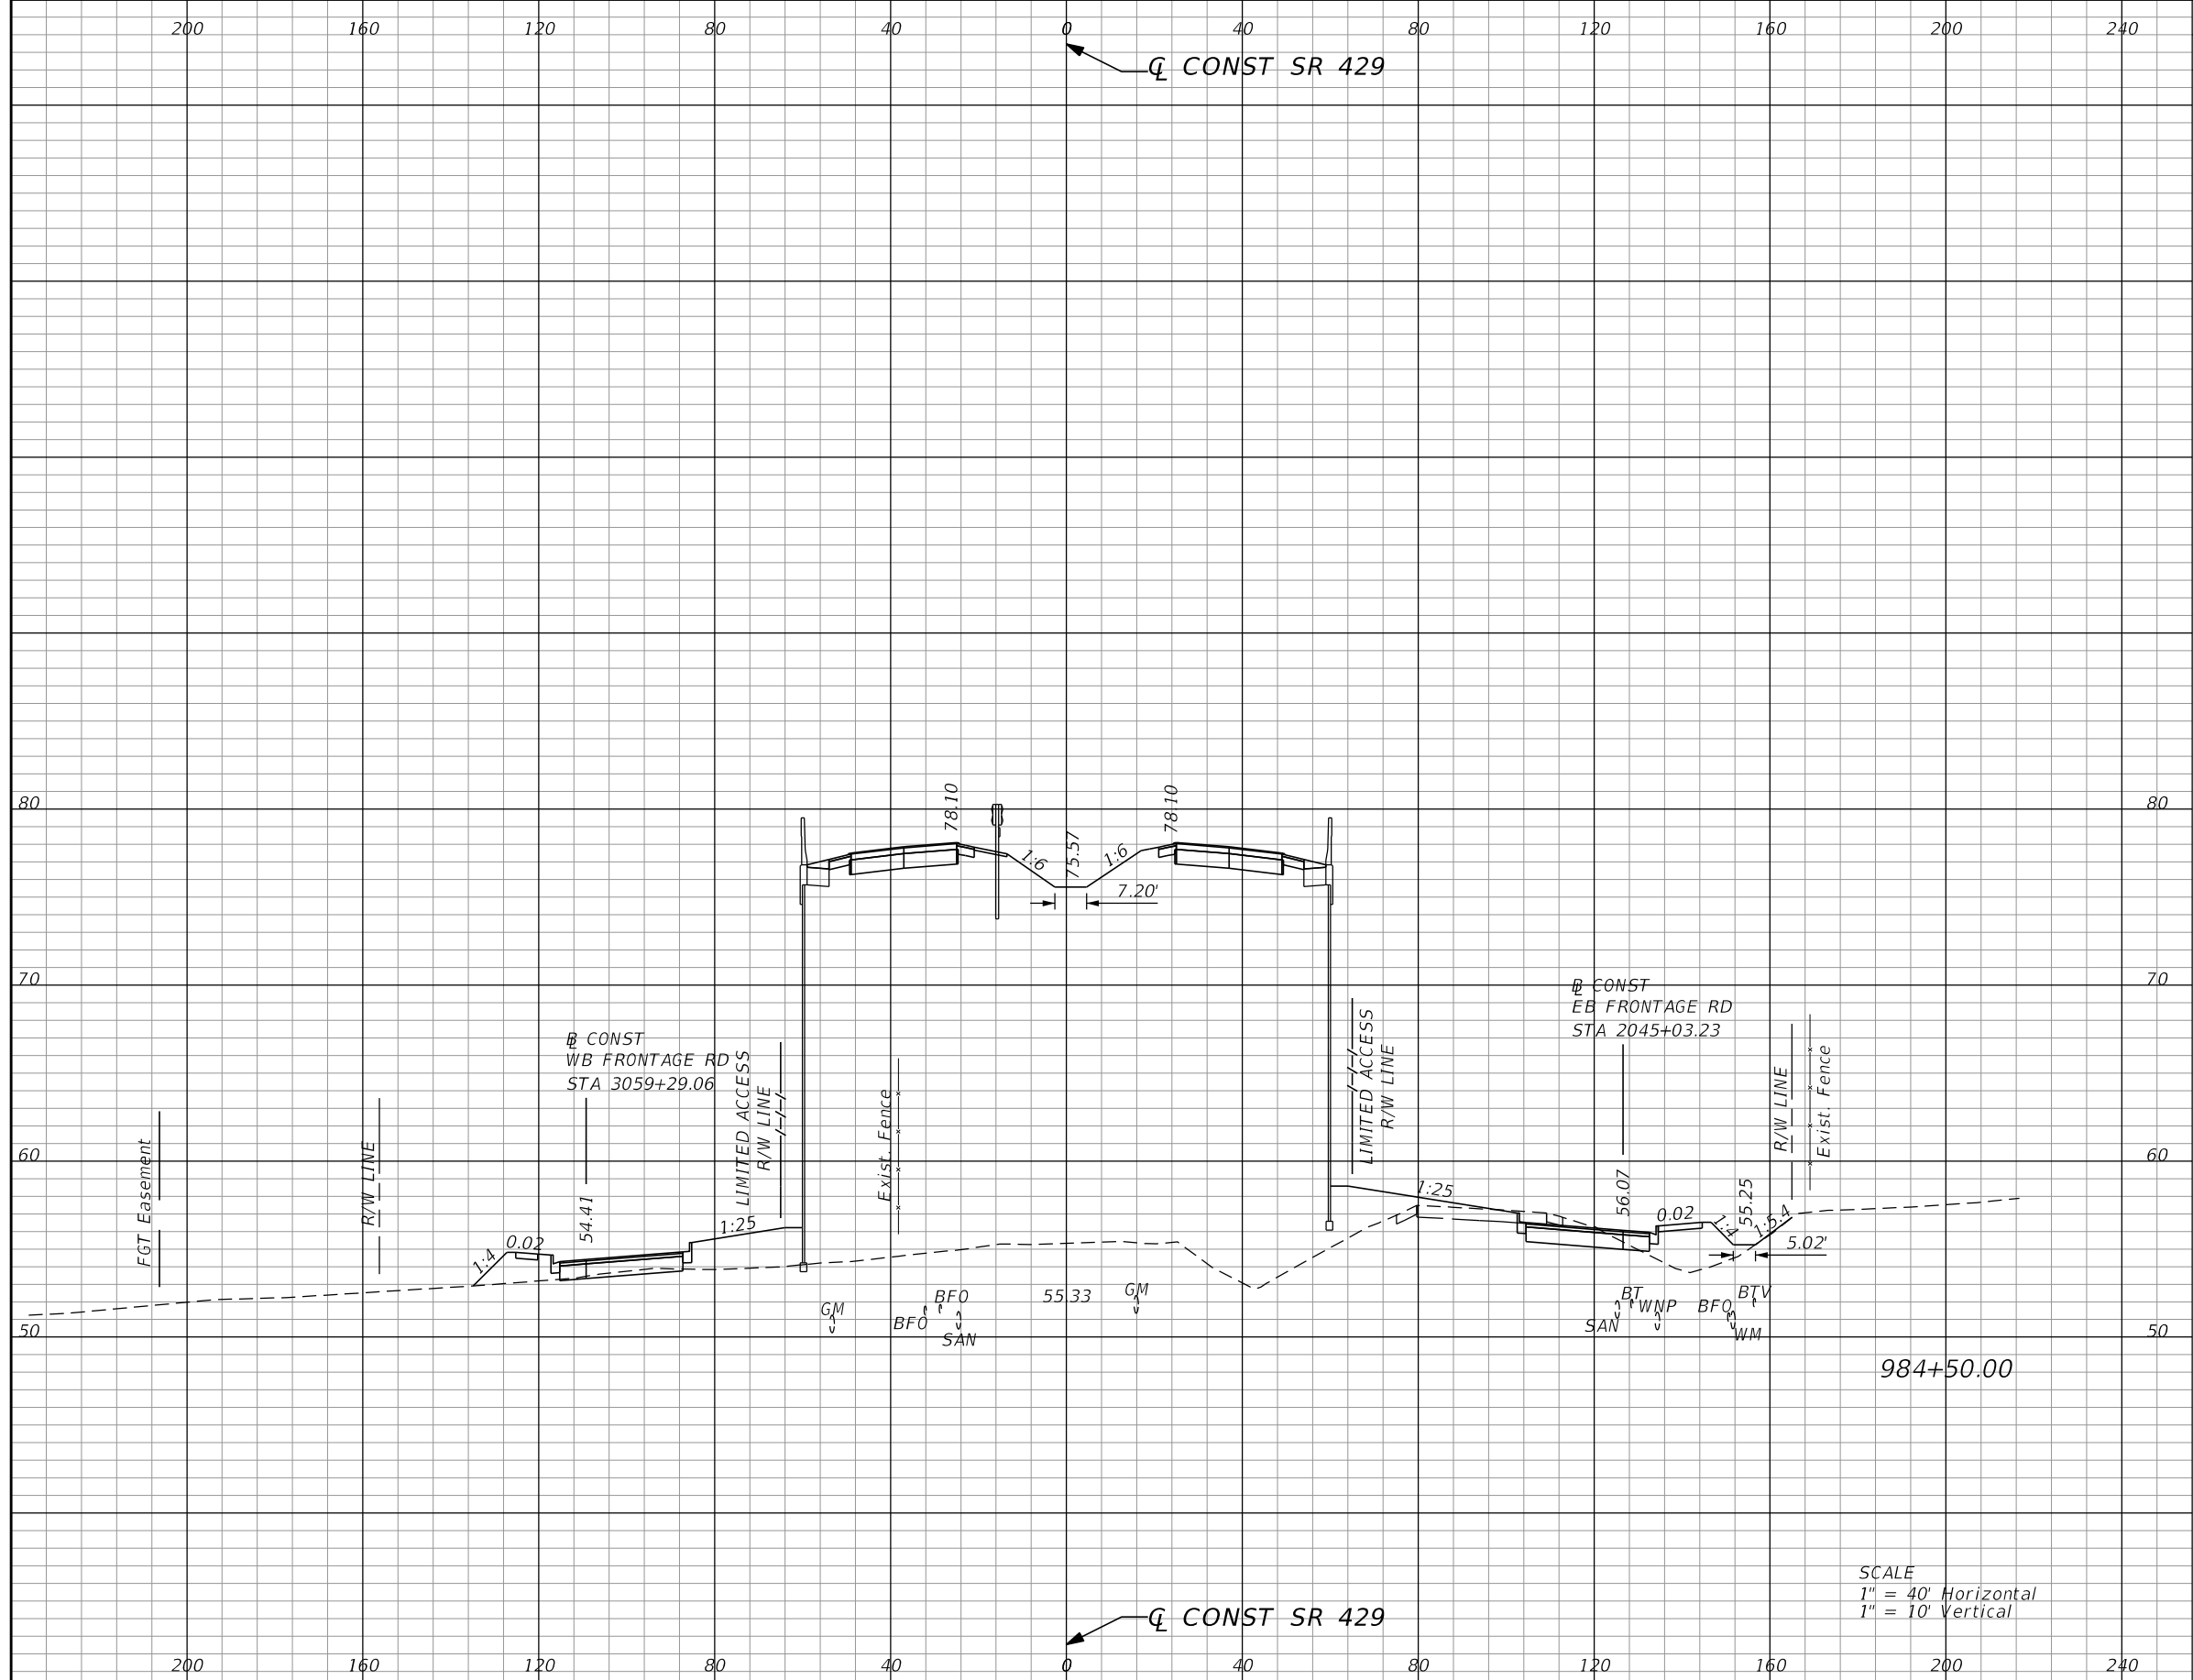 200 160 120 80 40 0 40 80 120 160 200 240
℄ CONST SR 429
80 80
78.10
78.10
75.57
1:6
1:6
7.20'
70 70
℄ CONST
EB FRONTAGE RD
STA 2045+03.23
B CONST
WB FRONTAGE RD
STA 3059+29.06
LIMITED ACCESS
R/W LINE
Exist. Fence
LIMITED ACCESS
R/W LINE
R/W LINE
Exist. Fence
60 60
FGT Easement
R/W LINE
1:4
0.02
54.41
1:25
1:25
56.07
0.02
1:4
55.25
1:5.4
5.02'
GM
BFO
BFO
SAN
55.33
GM
SAN
BT
WNP
BFO
BTV
WM
50 50
984+50.00
SCALE
1" = 40' Horizontal
1" = 10' Vertical
℄ CONST SR 429
200 160 120 80 40 0 40 80 120 160 200 240